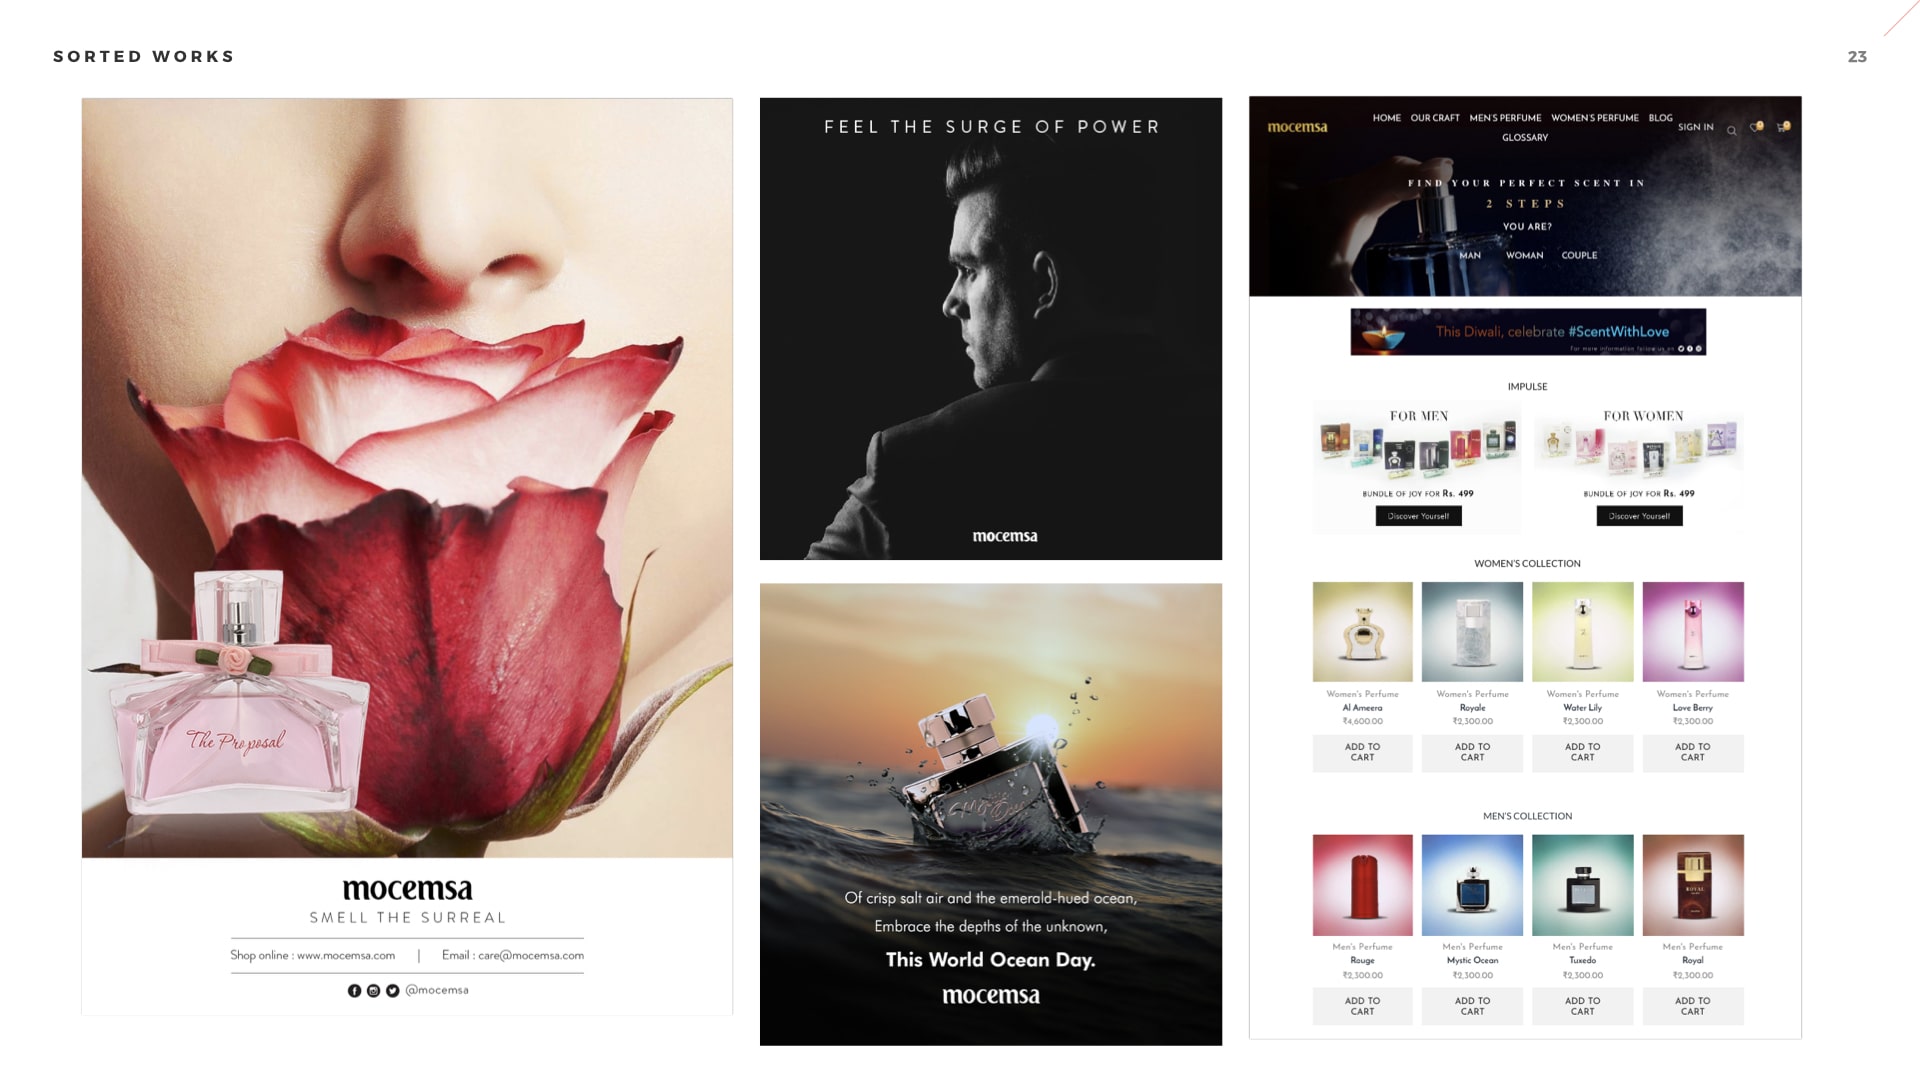 SORTED WORKS
23
The Proposal
mocemsa
SMELL THE SURREAL
Shop online : www.mocemsa.com | Email : care@mocemsa.com
@mocemsa
FEEL THE SURGE OF POWER
mocemsa
Of crisp salt air and the emerald-hued ocean,
Embrace the depths of the unknown,
This World Ocean Day.
mocemsa
mocemsa
HOME OUR CRAFT MEN'S PERFUME WOMEN'S PERFUME BLOG
GLOSSARY
SIGN IN
FIND YOUR PERFECT SCENT IN
2 STEPS
YOU ARE?
MAN WOMAN COUPLE
This Diwali, celebrate #ScentWithLove
For more information follow us on
IMPULSE
FOR MEN
BUNDLE OF JOY FOR Rs. 499
Discover Yourself
FOR WOMEN
BUNDLE OF JOY FOR Rs. 499
Discover Yourself
WOMEN'S COLLECTION
Women's Perfume
Al Ameera
₹4,600.00
ADD TO
CART
Women's Perfume
Royale
₹2,300.00
ADD TO
CART
Women's Perfume
Water Lily
₹2,300.00
ADD TO
CART
Women's Perfume
Love Berry
₹2,300.00
ADD TO
CART
MEN'S COLLECTION
ROYAL
Men's Perfume
Rouge
₹2,300.00
ADD TO
CART
Men's Perfume
Mystic Ocean
₹2,300.00
ADD TO
CART
Men's Perfume
Tuxedo
₹2,300.00
ADD TO
CART
Men's Perfume
Royal
₹2,300.00
ADD TO
CART